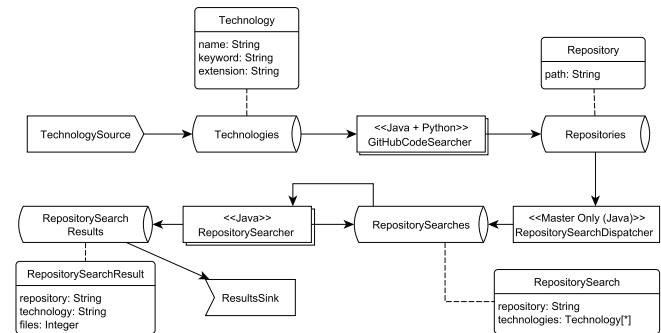 Technology
name: String
keyword: String
extension: String
Repository
path: String
TechnologySource
Technologies
<<Java + Python>>
GitHubCodeSearcher
Repositories
RepositorySearch
Results
<<Java>>
RepositorySearcher
RepositorySearches
<<Master Only (Java)>>
RepositorySearchDispatcher
RepositorySearchResult
repository: String
technology: String
files: Integer
ResultsSink
RepositorySearch
repository: String
technologies: Technology[*]